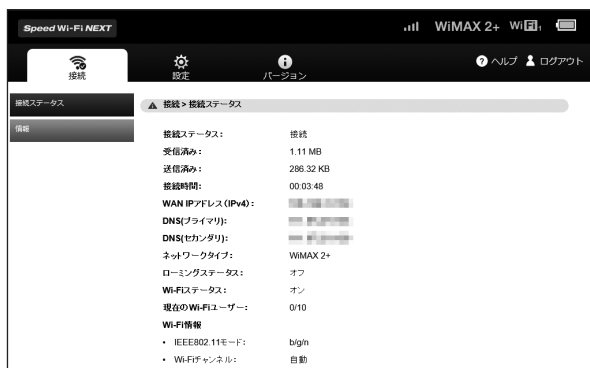 Speed Wi-Fi NEXT
WiMAX 2+ WiFi 1
接続 設定 バージョン
? ヘルプ ログアウト
接続ステータス
情報
接続 > 接続ステータス
接続ステータス: 接続
受信済み: 1.11 MB
送信済み: 286.32 KB
接続時間: 00:03:48
WAN IPアドレス(IPv4):
DNS(プライマリ):
DNS(セカンダリ):
ネットワークタイプ: WiMAX 2+
ローミングステータス: オフ
Wi-Fiステータス: オン
現在のWi-Fiユーザー: 0/10
Wi-Fi情報
• IEEE802.11モード: b/g/n
• Wi-Fiチャンネル: 自動